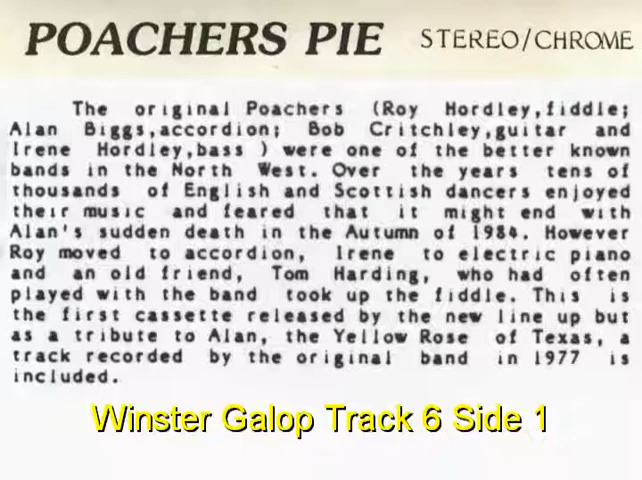 POACHERS PIE STEREO/CHROME
The original Poachers (Roy Hordley,fiddle;
Alan Biggs,accordion; Bob Critchley,guitar and
Irene Hordley,bass ) were one of the better known
bands in the North West. Over the years tens of
thousands of English and Scottish dancers enjoyed
their music and feared that it might end with
Alan's sudden death in the Autumn of 1984. However
Roy moved to accordion, Irene to electric piano
and an old friend, Tom Harding, who had often
played with the band took up the fiddle. This is
the first cassette released by the new line up but
as a tribute to Alan, the Yellow Rose of Texas, a
track recorded by the original band in 1977 is
included.
Winster Galop Track 6 Side 1